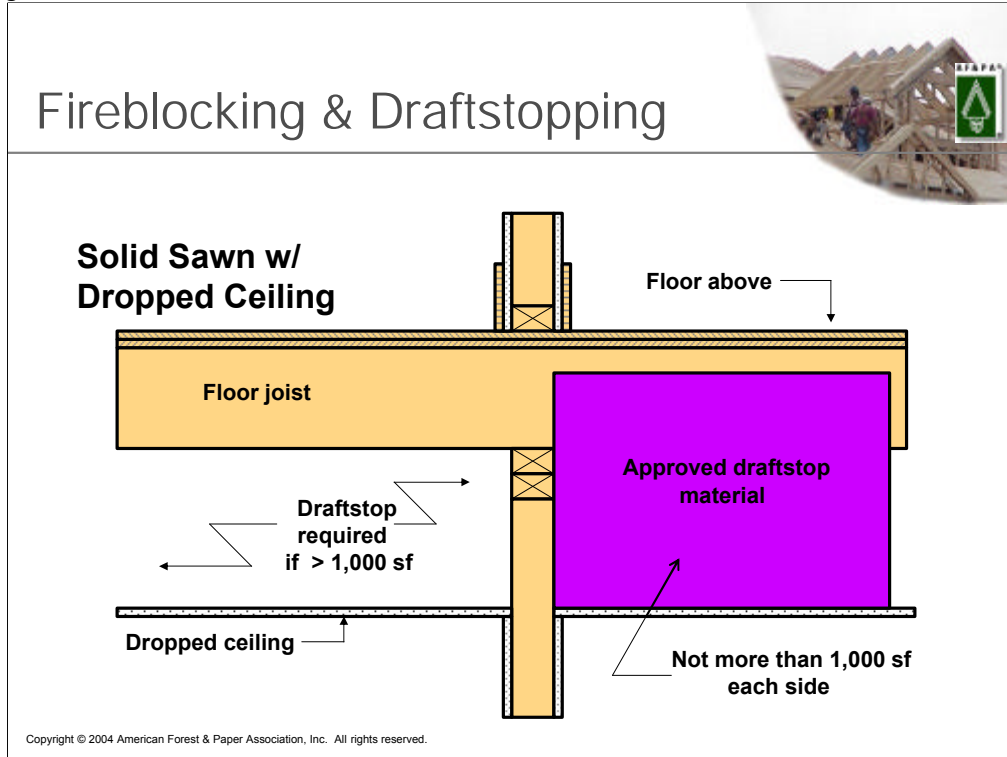 Fireblocking & Draftstopping
AF&PA®
Solid Sawn w/
Dropped Ceiling
Floor above
Floor joist
Approved draftstop
material
Draftstop
required
if > 1,000 sf
Dropped ceiling
Not more than 1,000 sf
each side
Copyright © 2004 American Forest & Paper Association, Inc. All rights reserved.